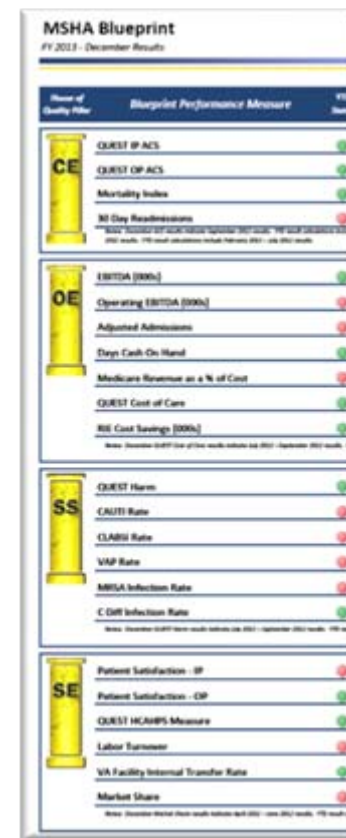 MSHA Blueprint
FY 2013 - December Results
House of Quality Pillar Blueprint Performance Measure
CE
QUEST IP ACS
QUEST OP ACS
Mortality Index
30 Day Readmissions
OE
EBITDA [000s]
Operating EBITDA [000s]
Adjusted Admissions
Days Cash On Hand
Medicare Revenue as a % of Cost
QUEST Cost of Care
RIE Cost Savings [000s]
SS
QUEST Harm
CAUTI Rate
CLABSI Rate
VAP Rate
MRSA Infection Rate
C Diff Infection Rate
SE
Patient Satisfaction - IP
Patient Satisfaction - OP
QUEST HCAHPS Measure
Labor Turnover
VA Facility Internal Transfer Rate
Market Share